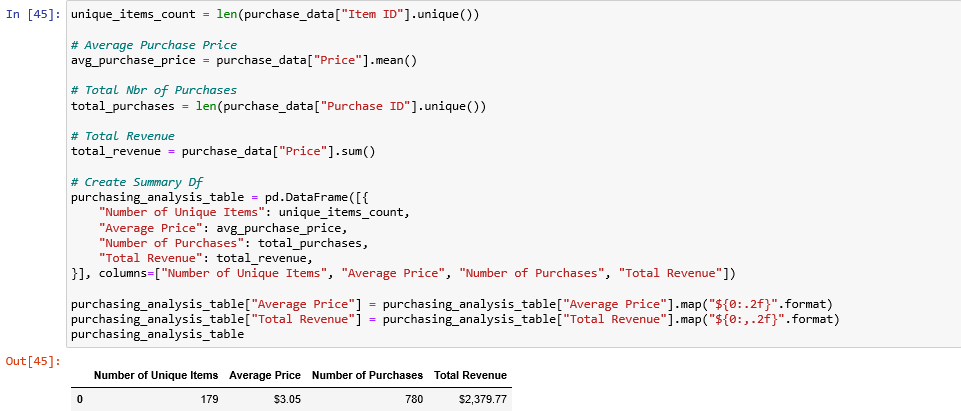 In [45]: unique_items_count = len(purchase_data["Item ID"].unique())
# Average Purchase Price
avg_purchase_price = purchase_data["Price"].mean()
# Total Nbr of Purchases
total_purchases = len(purchase_data["Purchase ID"].unique())
# Total Revenue
total_revenue = purchase_data["Price"].sum()
# Create Summary Df
purchasing_analysis_table = pd.DataFrame([{
"Number of Unique Items": unique_items_count,
"Average Price": avg_purchase_price,
"Number of Purchases": total_purchases,
"Total Revenue": total_revenue,
}], columns=["Number of Unique Items", "Average Price", "Number of Purchases", "Total Revenue"])
purchasing_analysis_table["Average Price"] = purchasing_analysis_table["Average Price"].map("${0:.2f}".format)
purchasing_analysis_table["Total Revenue"] = purchasing_analysis_table["Total Revenue"].map("${0:,.2f}".format)
purchasing_analysis_table
Out[45]:
Number of Unique Items Average Price Number of Purchases Total Revenue
0 179 $3.05 780 $2,379.77